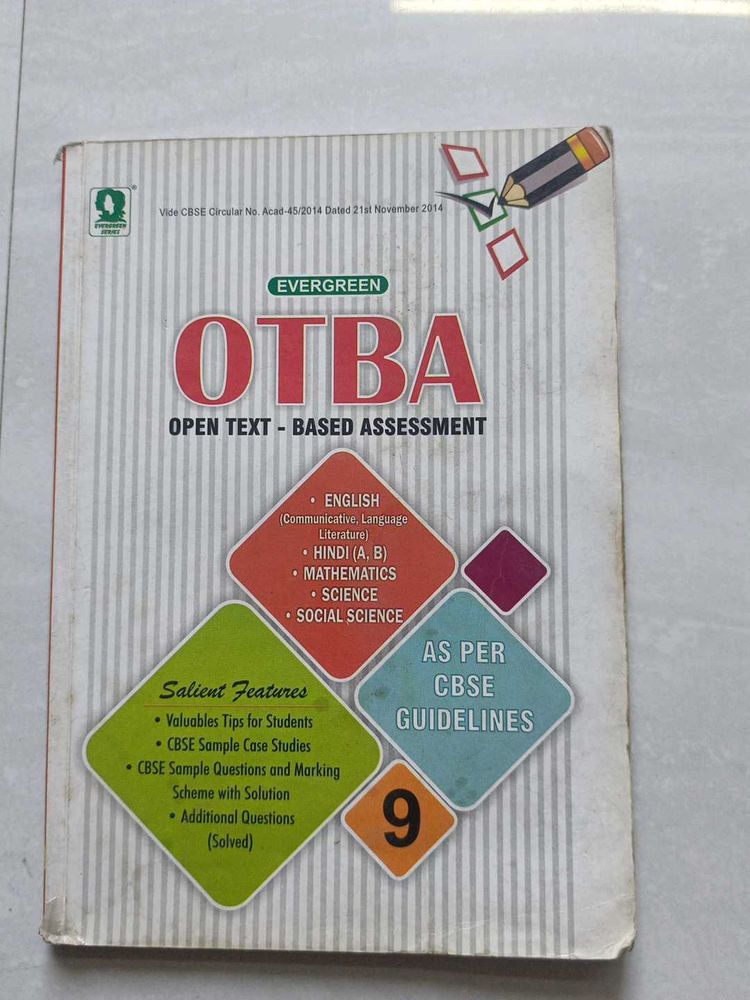 EVERGREEN
SERIES
®
Vide CBSE Circular No. Acad-45/2014 Dated 21st November 2014
EVERGREEN
OTBA
OPEN TEXT - BASED ASSESSMENT
• ENGLISH
(Communicative, Language
Literature)
• HINDI (A, B)
• MATHEMATICS
• SCIENCE
• SOCIAL SCIENCE
AS PER
CBSE
GUIDELINES
Salient Features
• Valuables Tips for Students
• CBSE Sample Case Studies
• CBSE Sample Questions and Marking
Scheme with Solution
• Additional Questions
(Solved)
9